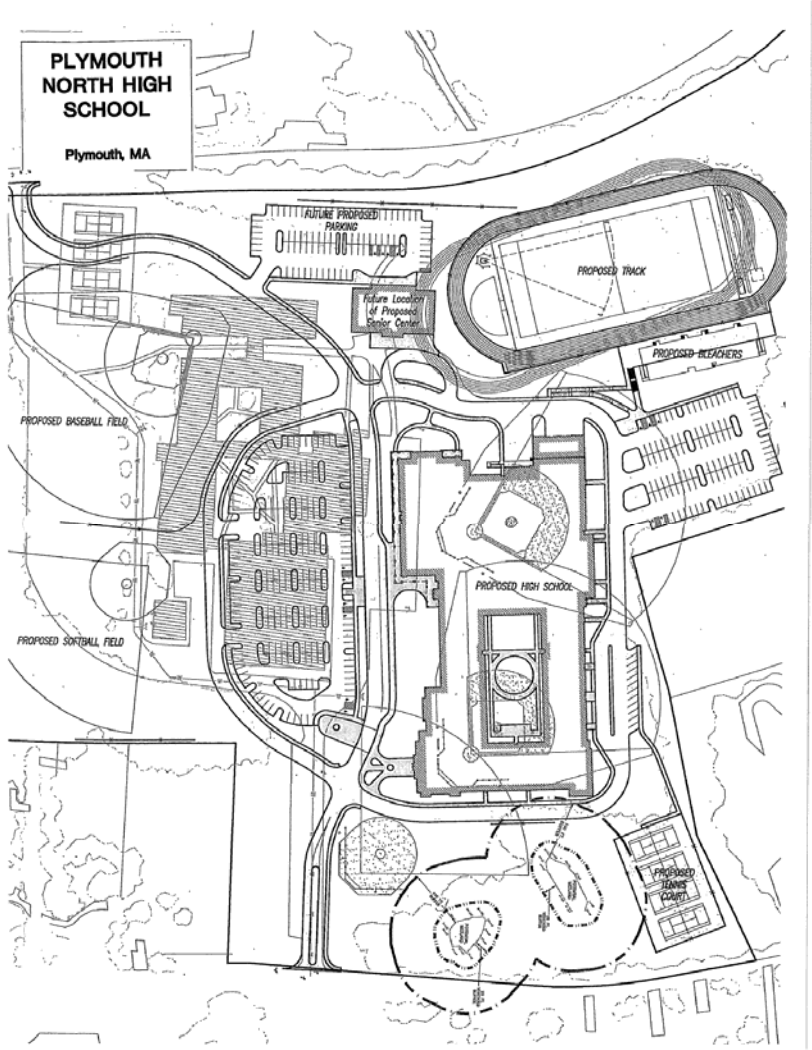 PLYMOUTH
NORTH HIGH
SCHOOL
Plymouth, MA
FUTURE PROPOSED
PARKING
PROPOSED TRACK
Future Location
of Proposed
Senior Center
PROPOSED BLEACHERS
PROPOSED BASEBALL FIELD
PROPOSED HIGH SCHOOL
PROPOSED SOFTBALL FIELD
PROPOSED
TENNIS
COURT